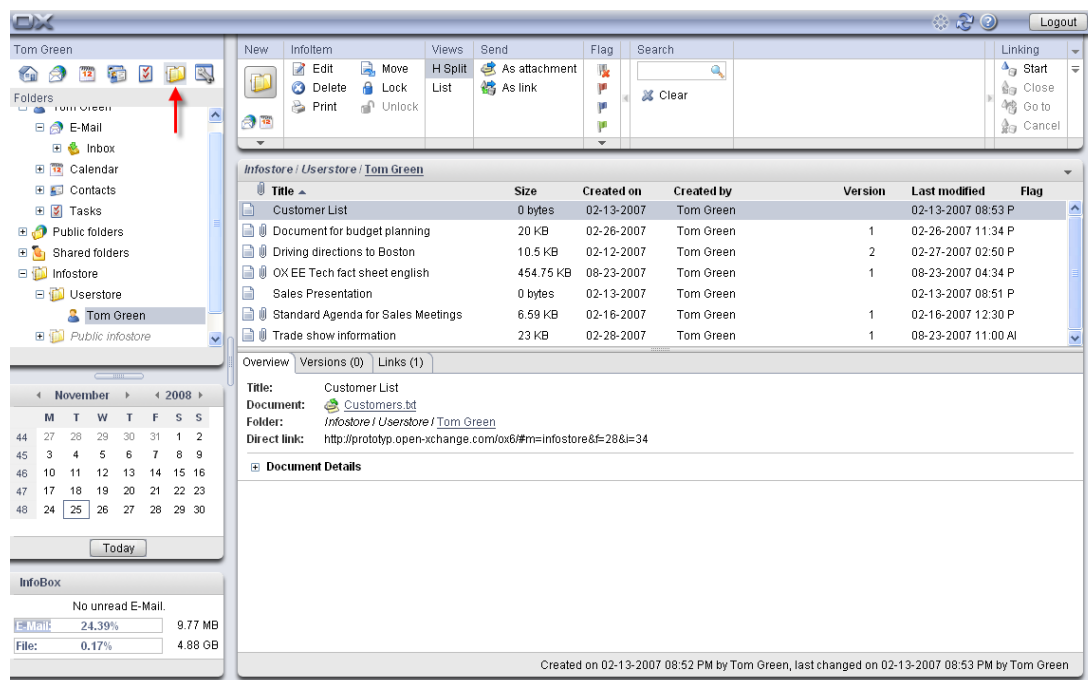 OX
Logout
Tom Green
Folders
Tom Green
E-Mail
Inbox
Calendar
Contacts
Tasks
Public folders
Shared folders
Infostore
Userstore
Tom Green
Public infostore
November 2008
M T W T F S S
44 27 28 29 30 31 1 2
45 3 4 5 6 7 8 9
46 10 11 12 13 14 15 16
47 17 18 19 20 21 22 23
48 24 25 26 27 28 29 30
Today
InfoBox
No unread E-Mail.
E-Mail: 24.39% 9.77 MB
File: 0.17% 4.88 GB
New InfoItem Views Send Flag Search Linking
Edit Move H Split As attachment Start
Delete Lock List As link Clear Close
Print Unlock Go to
Cancel
Infostore / Userstore / Tom Green
Title Size Created on Created by Version Last modified Flag
Customer List 0 bytes 02-13-2007 Tom Green 02-13-2007 08:53 P
Document for budget planning 20 KB 02-26-2007 Tom Green 1 02-26-2007 11:34 P
Driving directions to Boston 10.5 KB 02-12-2007 Tom Green 2 02-27-2007 02:50 P
OX EE Tech fact sheet english 454.75 KB 08-23-2007 Tom Green 1 08-23-2007 04:34 P
Sales Presentation 0 bytes 02-13-2007 Tom Green 02-13-2007 08:51 P
Standard Agenda for Sales Meetings 6.59 KB 02-16-2007 Tom Green 1 02-16-2007 12:30 P
Trade show information 23 KB 02-28-2007 Tom Green 1 08-23-2007 11:00 AI
Overview Versions (0) Links (1)
Title: Customer List
Document: Customers.txt
Folder: Infostore / Userstore / Tom Green
Direct link: http://prototyp.open-xchange.com/ox6/#m=infostore&f=28&i=34
Document Details
Created on 02-13-2007 08:52 PM by Tom Green, last changed on 02-13-2007 08:53 PM by Tom Green